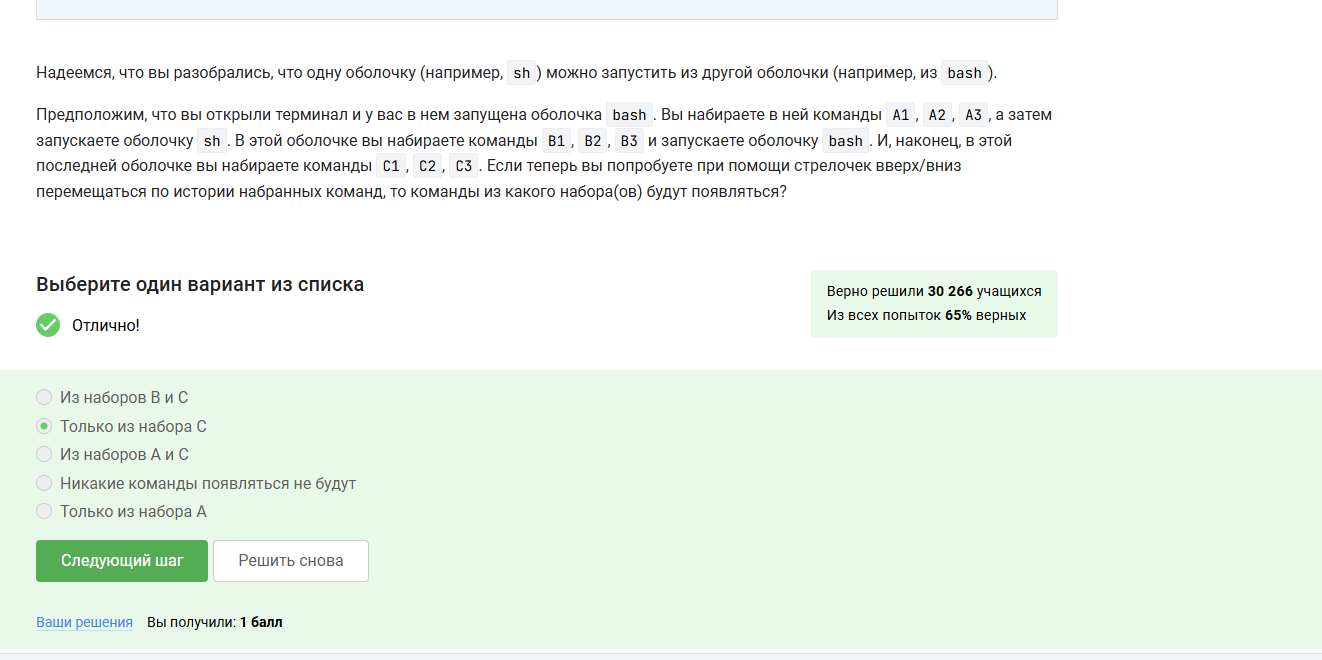 Надеемся, что вы разобрались, что одну оболочку (например, sh) можно запустить из другой оболочки (например, из bash).
Предположим, что вы открыли терминал и у вас в нем запущена оболочка bash. Вы набираете в ней команды A1, A2, A3, а затем
запускаете оболочку sh. В этой оболочке вы набираете команды B1, B2, B3 и запускаете оболочку bash. И, наконец, в этой
последней оболочке вы набираете команды C1, C2, C3. Если теперь вы попробуете при помощи стрелочек вверх/вниз
перемещаться по истории набранных команд, то команды из какого набора(ов) будут появляться?
Выберите один вариант из списка
Верно решили 30 266 учащихся
Из всех попыток 65% верных
Отлично!
Из наборов B и C
Только из набора C
Из наборов A и C
Никакие команды появляться не будут
Только из набора A
Следующий шаг
Решить снова
Ваши решения Вы получили: 1 балл